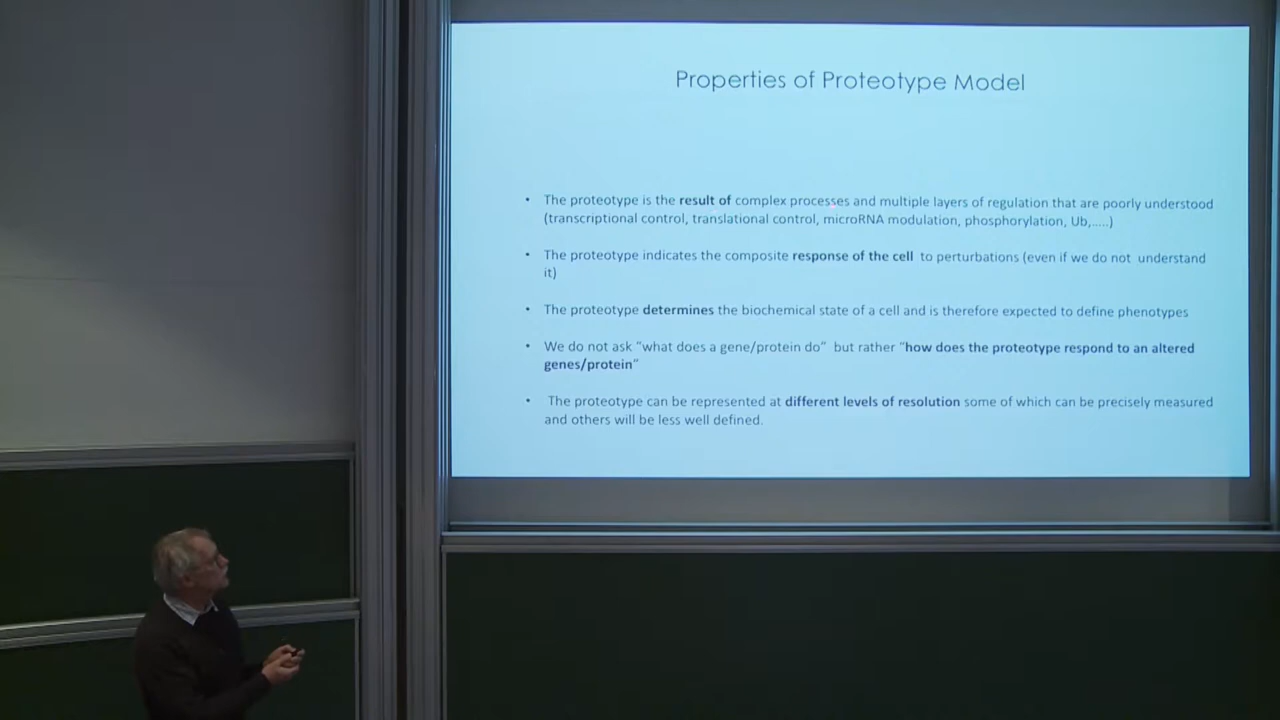 Properties of Proteotype Model
• The proteotype is the result of complex processes and multiple layers of regulation that are poorly understood
(transcriptional control, translational control, microRNA modulation, phosphorylation, Ub,.....)
• The proteotype indicates the composite response of the cell to perturbations (even if we do not understand
it)
• The proteotype determines the biochemical state of a cell and is therefore expected to define phenotypes
• We do not ask "what does a gene/protein do" but rather "how does the proteotype respond to an altered
genes/protein"
• The proteotype can be represented at different levels of resolution some of which can be precisely measured
and others will be less well defined.